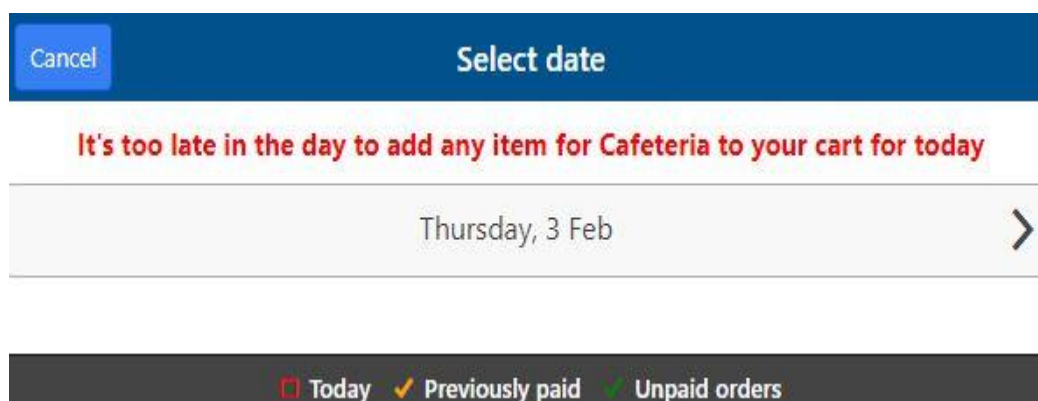 Cancel
Select date
It's too late in the day to add any item for Cafeteria to your cart for today
Thursday, 3 Feb
Today Previously paid Unpaid orders